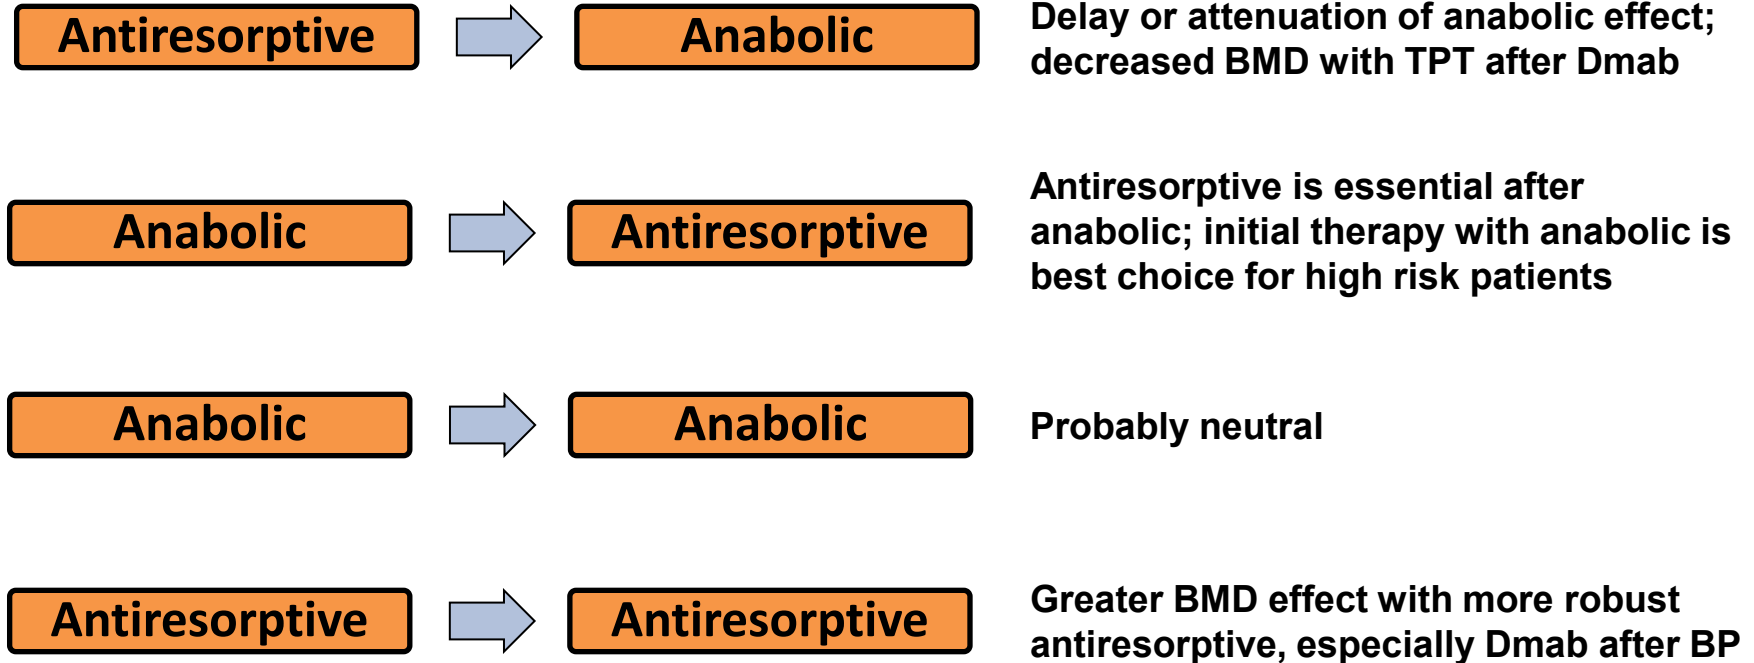 Antiresorptive Anabolic Delay or attenuation of anabolic effect;
decreased BMD with TPT after Dmab
Antiresorptive is essential after
Anabolic Antiresorptive anabolic; initial therapy with anabolic is
best choice for high risk patients
Anabolic Anabolic Probably neutral
Antiresorptive Antiresorptive Greater BMD effect with more robust
antiresorptive, especially Dmab after BP